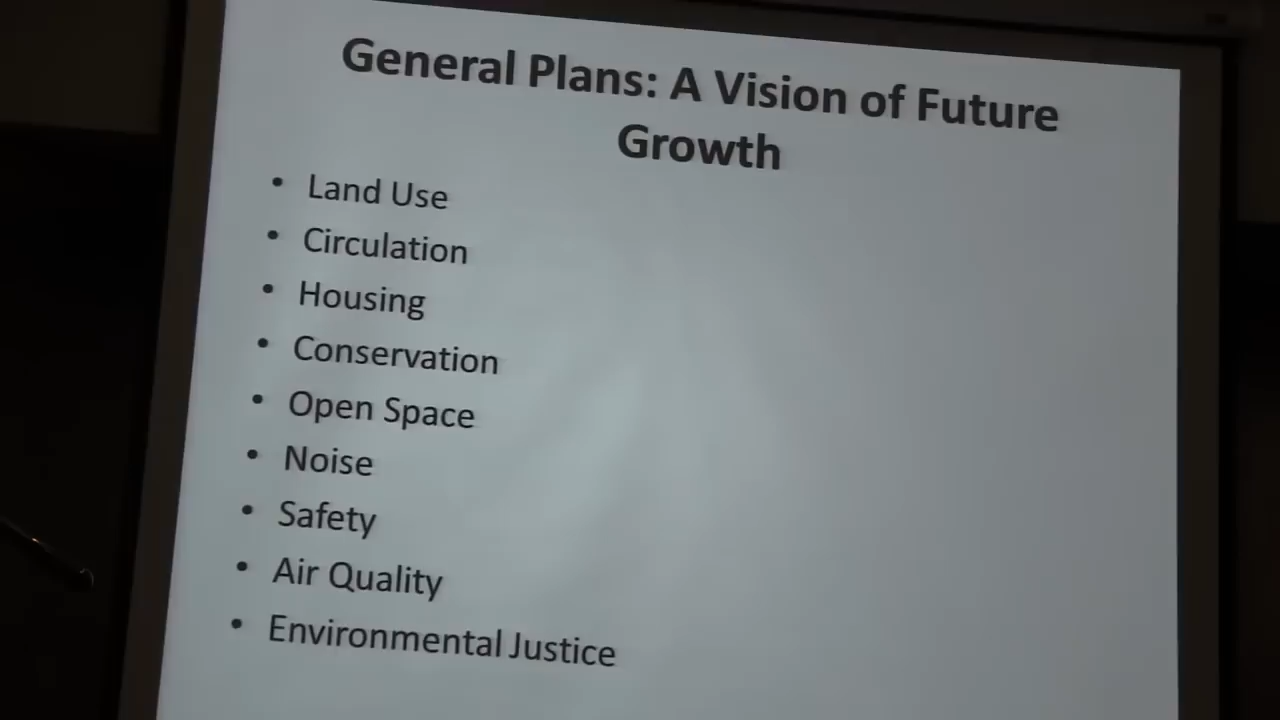 General Plans: A Vision of Future
Growth
• Land Use
• Circulation
• Housing
• Conservation
• Open Space
• Noise
• Safety
• Air Quality
• Environmental Justice